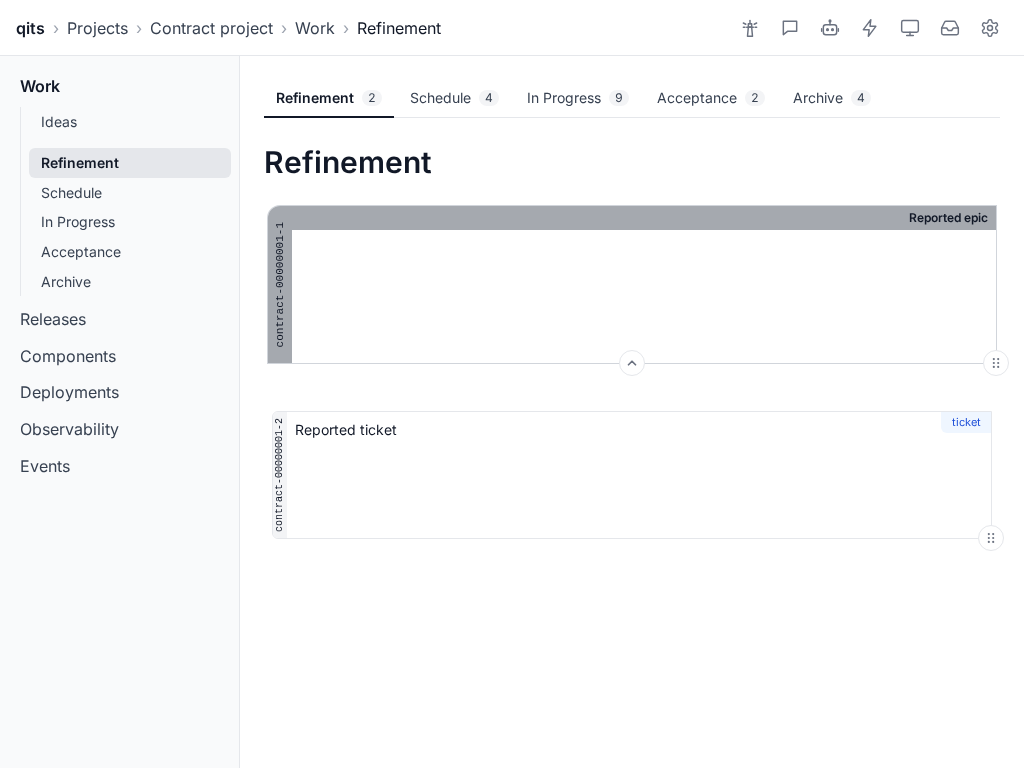 qits › Projects › Contract project › Work › Refinement
Work
Ideas
Refinement
Schedule
In Progress
Acceptance
Archive
Releases
Components
Deployments
Observability
Events
Refinement 2 Schedule 4 In Progress 9 Acceptance 2 Archive 4
Refinement
Reported epic
contract-00000001-1
contract-00000001-2
Reported ticket
ticket